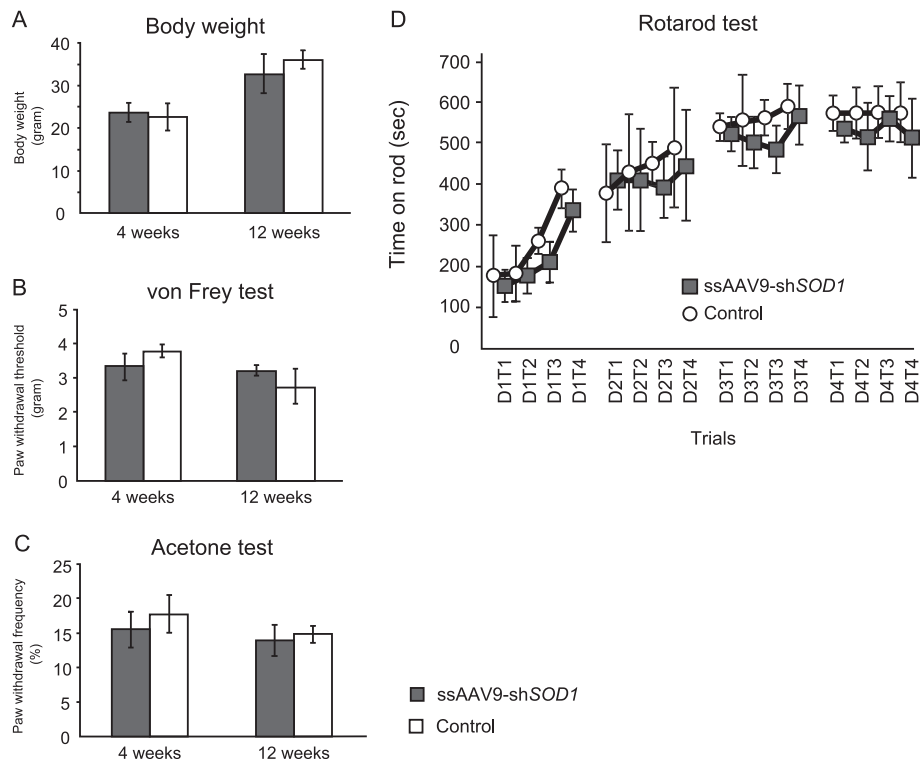 A
Body weight
Body weight
(gram)
40
30
20
10
0
4 weeks
12 weeks
B
von Frey test
Paw withdrawal threshold
(gram)
5
4
3
2
1
0
4 weeks
12 weeks
C
Acetone test
Paw withdrawal frequency
(%)
25
20
15
10
5
0
4 weeks
12 weeks
ssAAV9-shSOD1
Control
D
Rotarod test
Time on rod (sec)
700
600
500
400
300
200
100
0
ssAAV9-shSOD1
Control
D1T1
D1T2
D1T3
D1T4
D2T1
D2T2
D2T3
D2T4
D3T1
D3T2
D3T3
D3T4
D4T1
D4T2
D4T3
D4T4
Trials